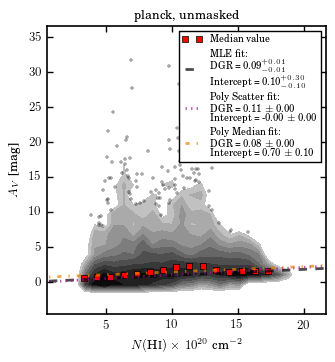 planck, unmasked
Median value
MLE fit:
DGR = 0.09 +0.01 −0.01
Intercept = 0.10 +0.30 −0.10
Poly Scatter fit:
DGR = 0.11 ± 0.00
Intercept = -0.00 ± 0.00
Poly Median fit:
DGR = 0.08 ± 0.00
Intercept = 0.70 ± 0.10
35
30
25
20
15
10
5
0
A_V [mag]
5 10 15 20
N(HI) × 10^20 cm^−2